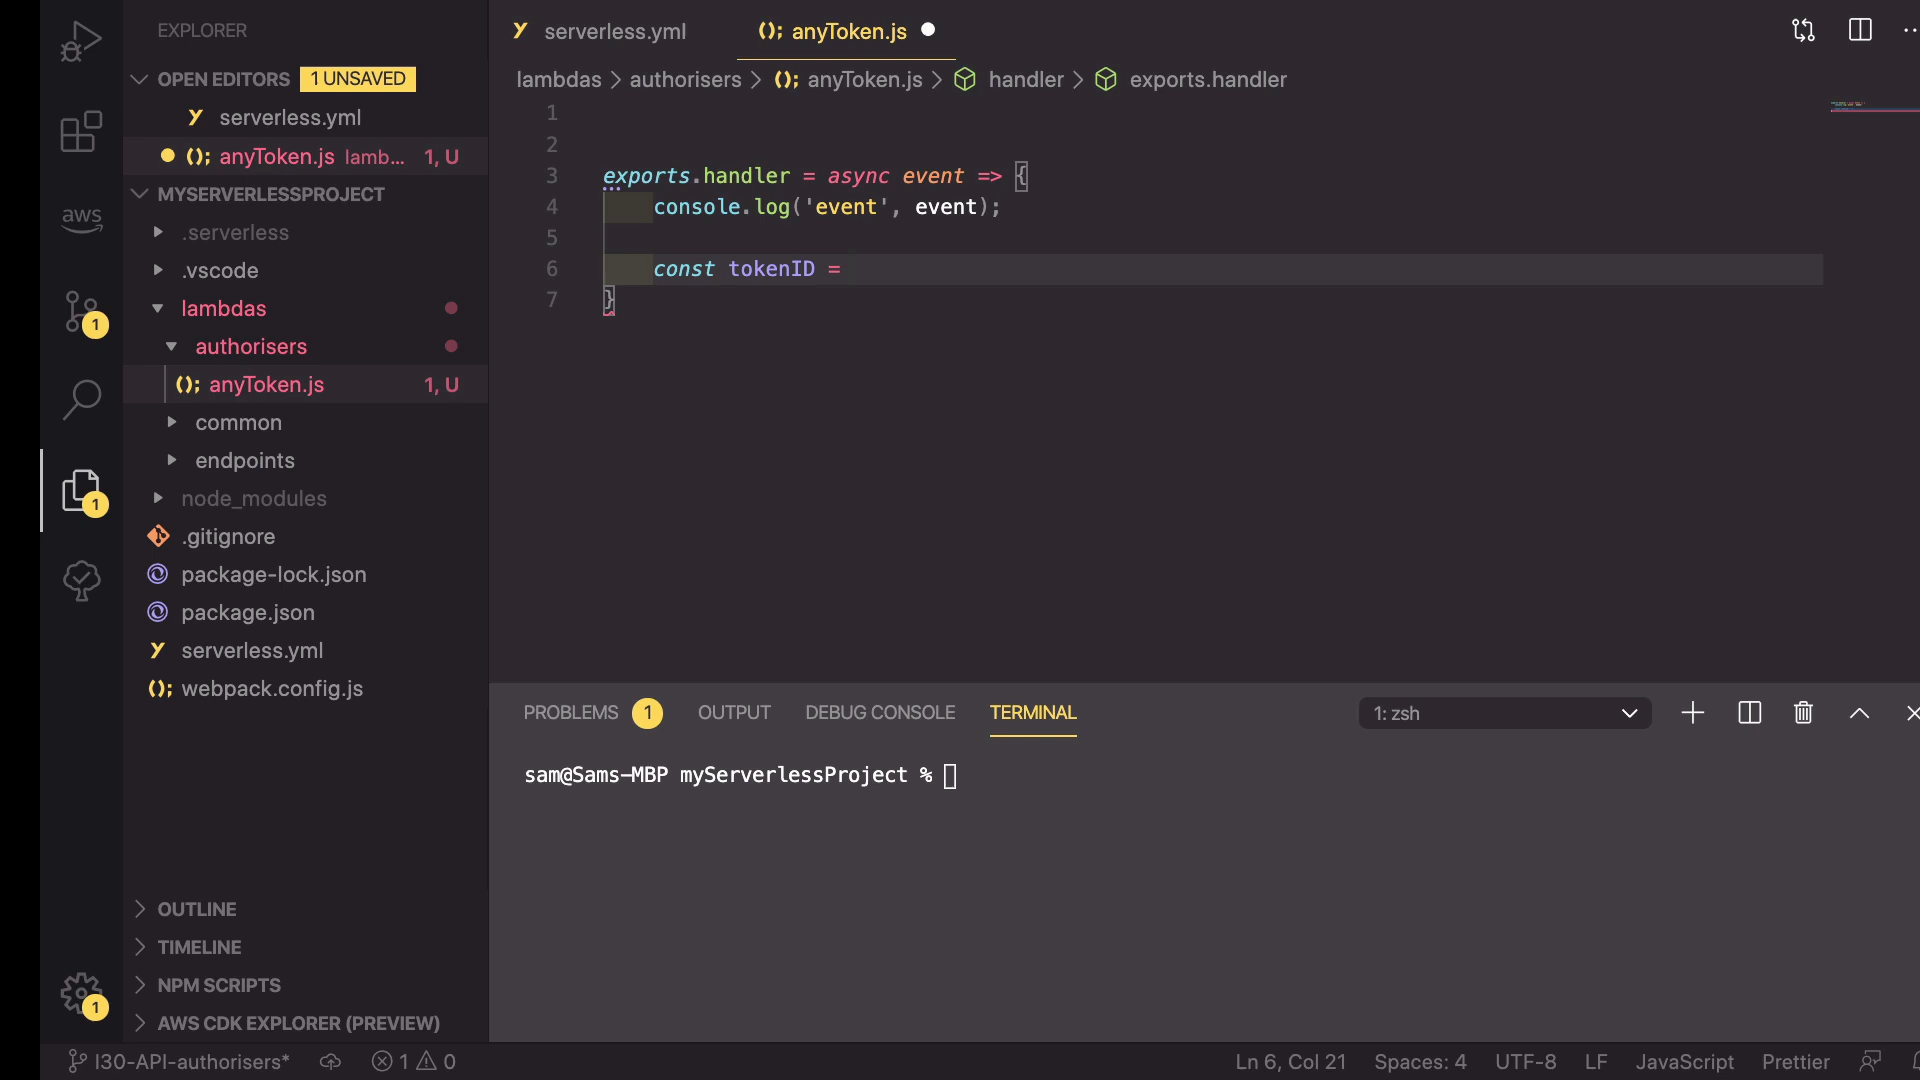 EXPLORER
OPEN EDITORS 1 UNSAVED
serverless.yml
anyToken.js lamb... 1, U
MYSERVERLESSPROJECT
.serverless
.vscode
lambdas
authorisers
anyToken.js 1, U
common
endpoints
node_modules
.gitignore
package-lock.json
package.json
serverless.yml
webpack.config.js
OUTLINE
TIMELINE
NPM SCRIPTS
AWS CDK EXPLORER (PREVIEW)
aws
1
1
1
serverless.yml
(); anyToken.js
lambdas > authorisers > (); anyToken.js > handler > exports.handler
1
2
3 exports.handler = async event => {
4 console.log('event', event);
5
6 const tokenID =
7 }
PROBLEMS 1 OUTPUT DEBUG CONSOLE TERMINAL 1: zsh
sam@Sams-MBP myServerlessProject %
I30-API-authorisers* 1 0 Ln 6, Col 21 Spaces: 4 UTF-8 LF JavaScript Prettier